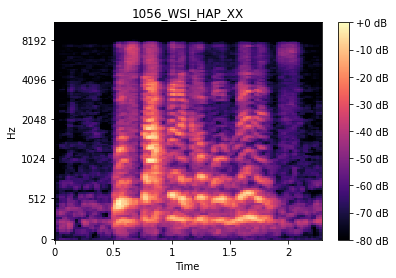 1056_WSI_HAP_XX
+0 dB
8192
-10 dB
4096
-20 dB
-30 dB
2048
Hz
-40 dB
1024
-50 dB
512
-60 dB
-70 dB
0
-80 dB
0 0.5 1 1.5 2
Time